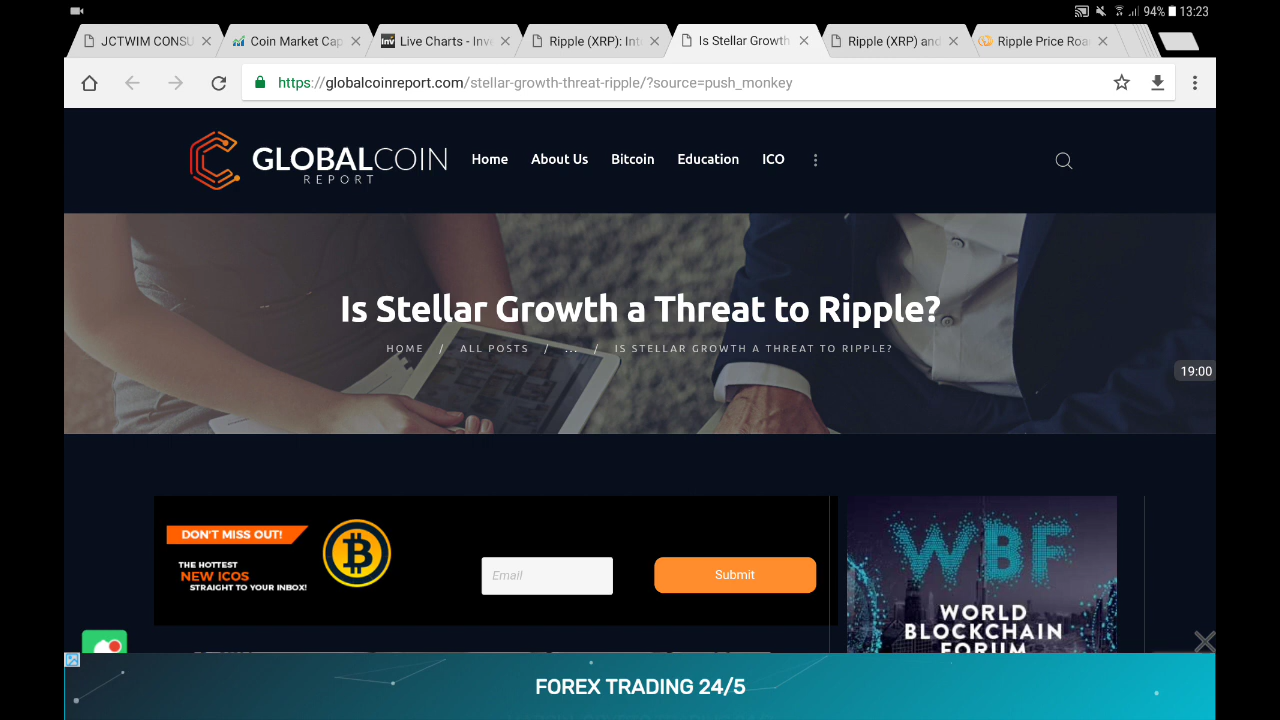 94% 13:23
JCTWIM CONSU
Coin Market Cap
Live Charts - Inve
Ripple (XRP): Int
Is Stellar Growth
Ripple (XRP) and
Ripple Price Roa
https://globalcoinreport.com/stellar-growth-threat-ripple/?source=push_monkey
GLOBALCOIN
REPORT
Home About Us Bitcoin Education ICO
Is Stellar Growth a Threat to Ripple?
HOME / ALL POSTS / ... / IS STELLAR GROWTH A THREAT TO RIPPLE?
19:00
DON'T MISS OUT!
THE HOTTEST
NEW ICOS
STRAIGHT TO YOUR INBOX!
Email
Submit
WBF
WORLD
BLOCKCHAIN
FORUM
FOREX TRADING 24/5